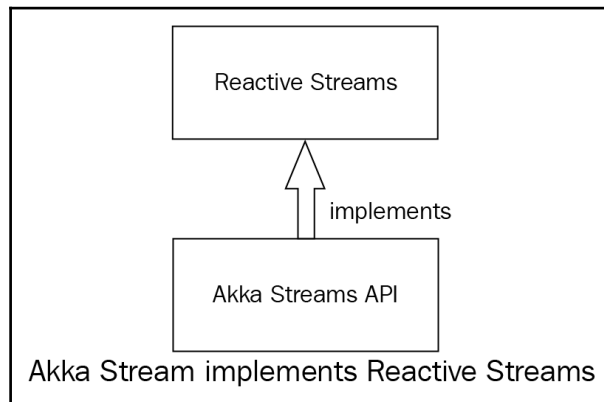 Reactive Streams
implements
Akka Streams API
Akka Stream implements Reactive Streams